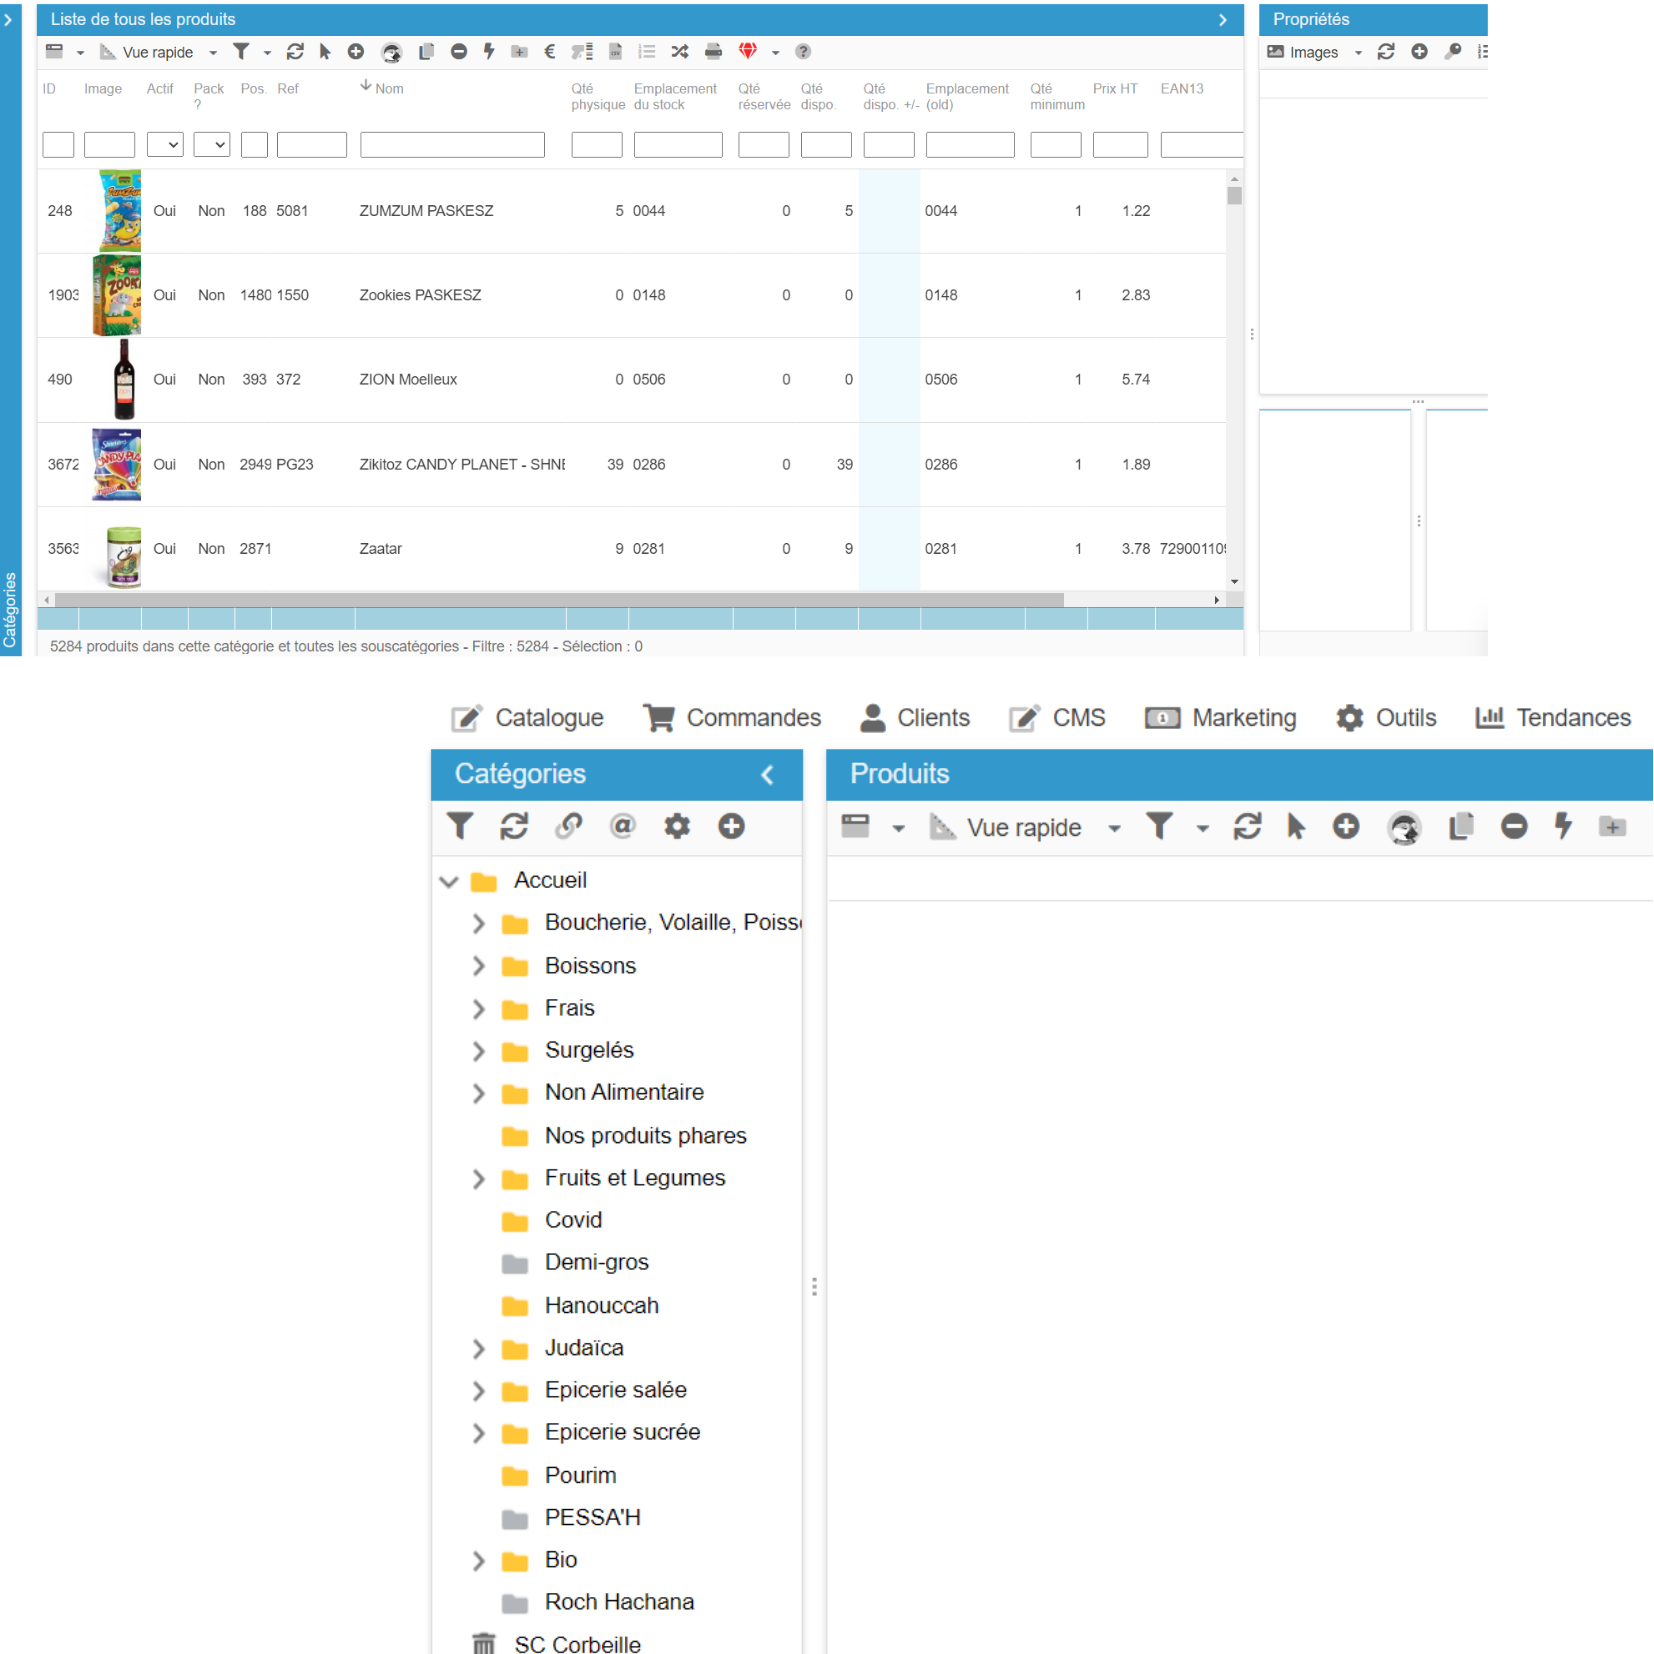 Liste de tous les produits
Propriétés
Vue rapide
€
Images
ID Image Actif Pack ? Pos. Ref Nom Qté physique Emplacement du stock Qté réservée Qté dispo. Qté dispo. +/- Emplacement (old) Qté minimum Prix HT EAN13
248 Oui Non 188 5081 ZUMZUM PASKESZ 5 0044 0 5 0044 1 1.22
1903 Oui Non 1480 1550 Zookies PASKESZ 0 0148 0 0 0148 1 2.83
490 Oui Non 393 372 ZION Moelleux 0 0506 0 0 0506 1 5.74
3672 Oui Non 2949 PG23 Zikitoz CANDY PLANET - SHNE 39 0286 0 39 0286 1 1.89
3563 Oui Non 2871 Zaatar 9 0281 0 9 0281 1 3.78 729001109
Catégories
5284 produits dans cette catégorie et toutes les souscatégories - Filtre : 5284 - Sélection : 0
Catalogue Commandes Clients CMS Marketing Outils Tendances
Catégories
Produits
Vue rapide
Accueil
Boucherie, Volaille, Poisso
Boissons
Frais
Surgelés
Non Alimentaire
Nos produits phares
Fruits et Legumes
Covid
Demi-gros
Hanouccah
Judaïca
Epicerie salée
Epicerie sucrée
Pourim
PESSA'H
Bio
Roch Hachana
SC Corbeille